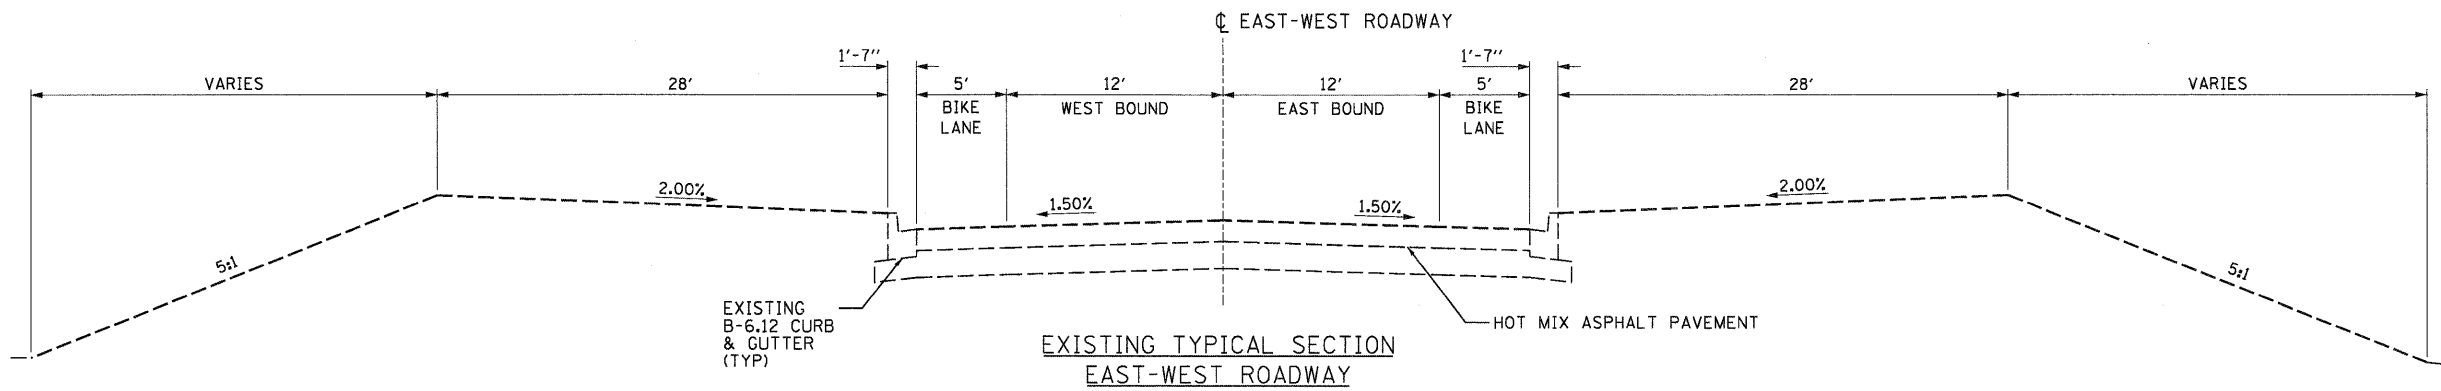 ℄ EAST-WEST ROADWAY
1'-7"
1'-7"
VARIES
28'
5'
12'
12'
5'
28'
VARIES
BIKE
LANE
WEST BOUND
EAST BOUND
BIKE
LANE
2.00%
1.50%
1.50%
2.00%
5:1
5:1
EXISTING
B-6.12 CURB
& GUTTER
(TYP)
HOT MIX ASPHALT PAVEMENT
EXISTING TYPICAL SECTION
EAST-WEST ROADWAY